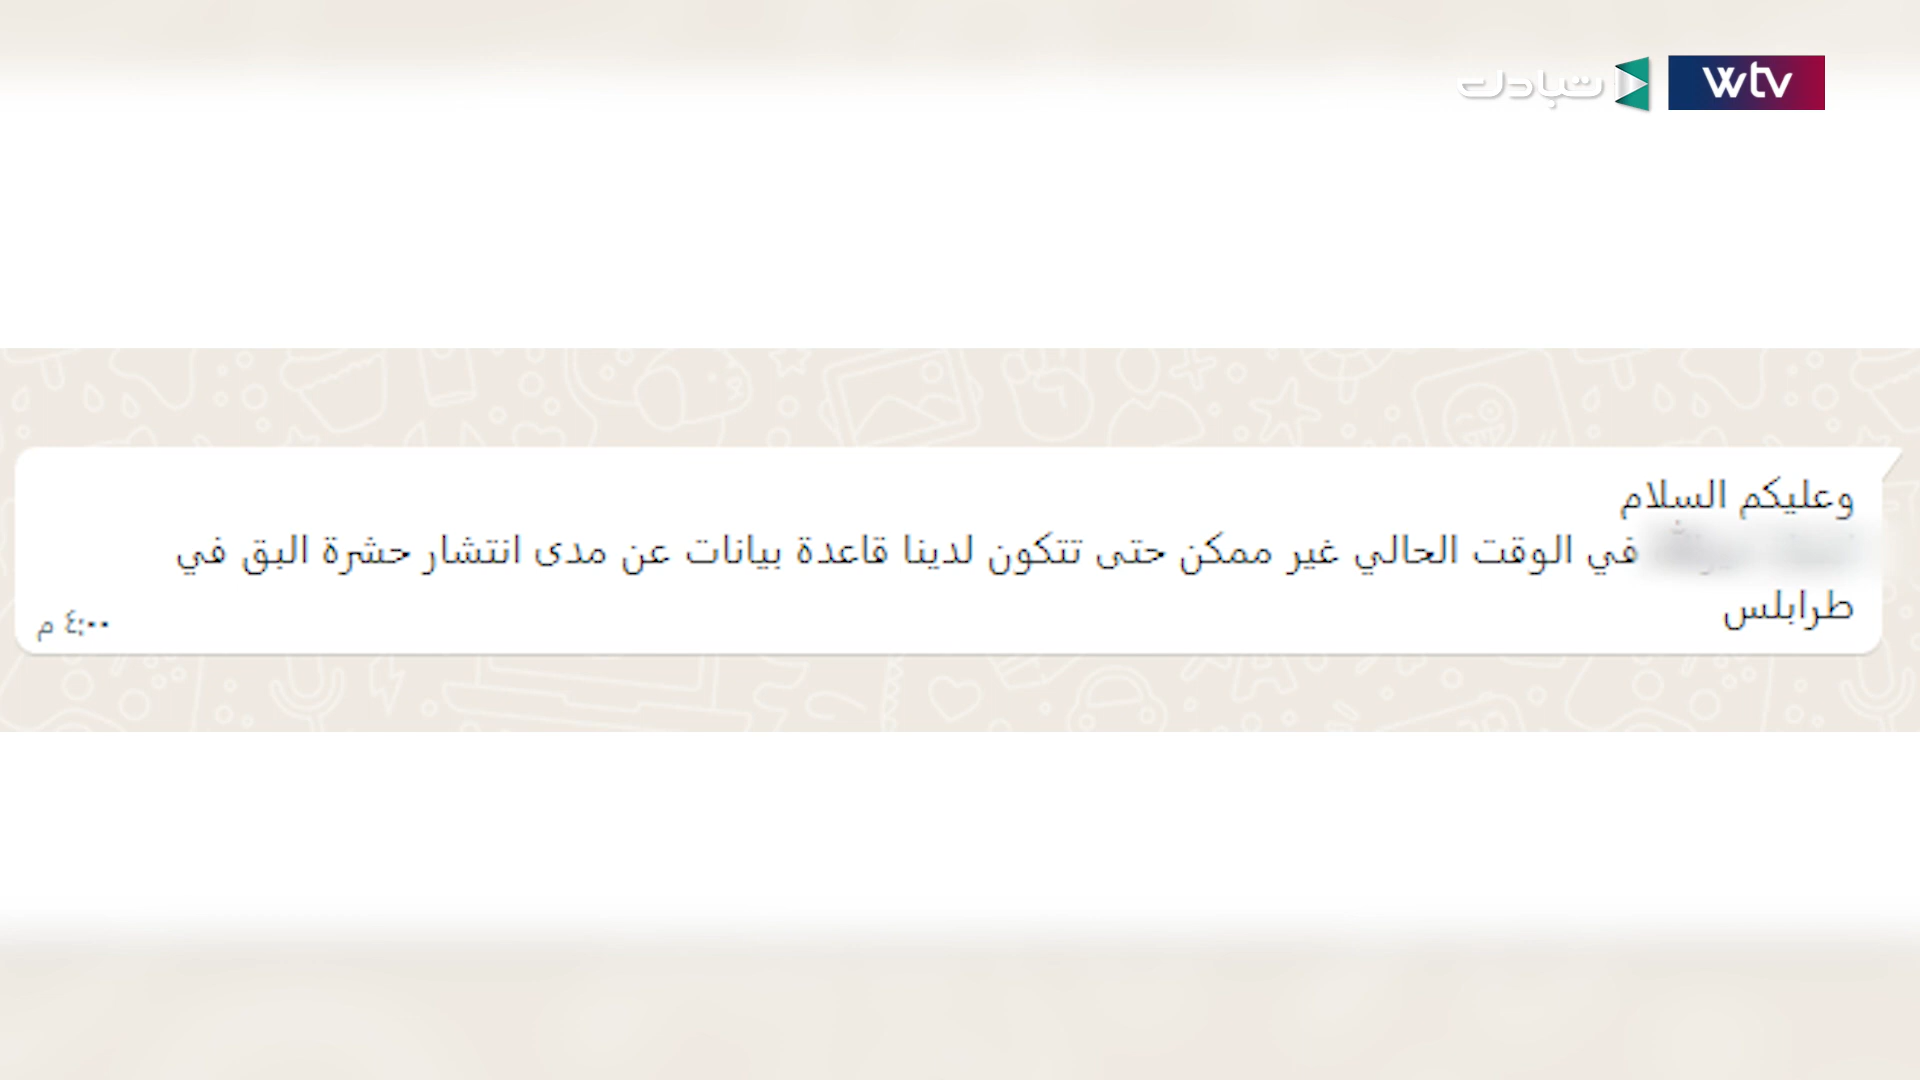 تبادل
wtv
وعليكم السلام
في الوقت الحالي غير ممكن حتى تتكون لدينا قاعدة بيانات عن مدى انتشار حشرة البق في
طرابلس
٤:٠٠ م